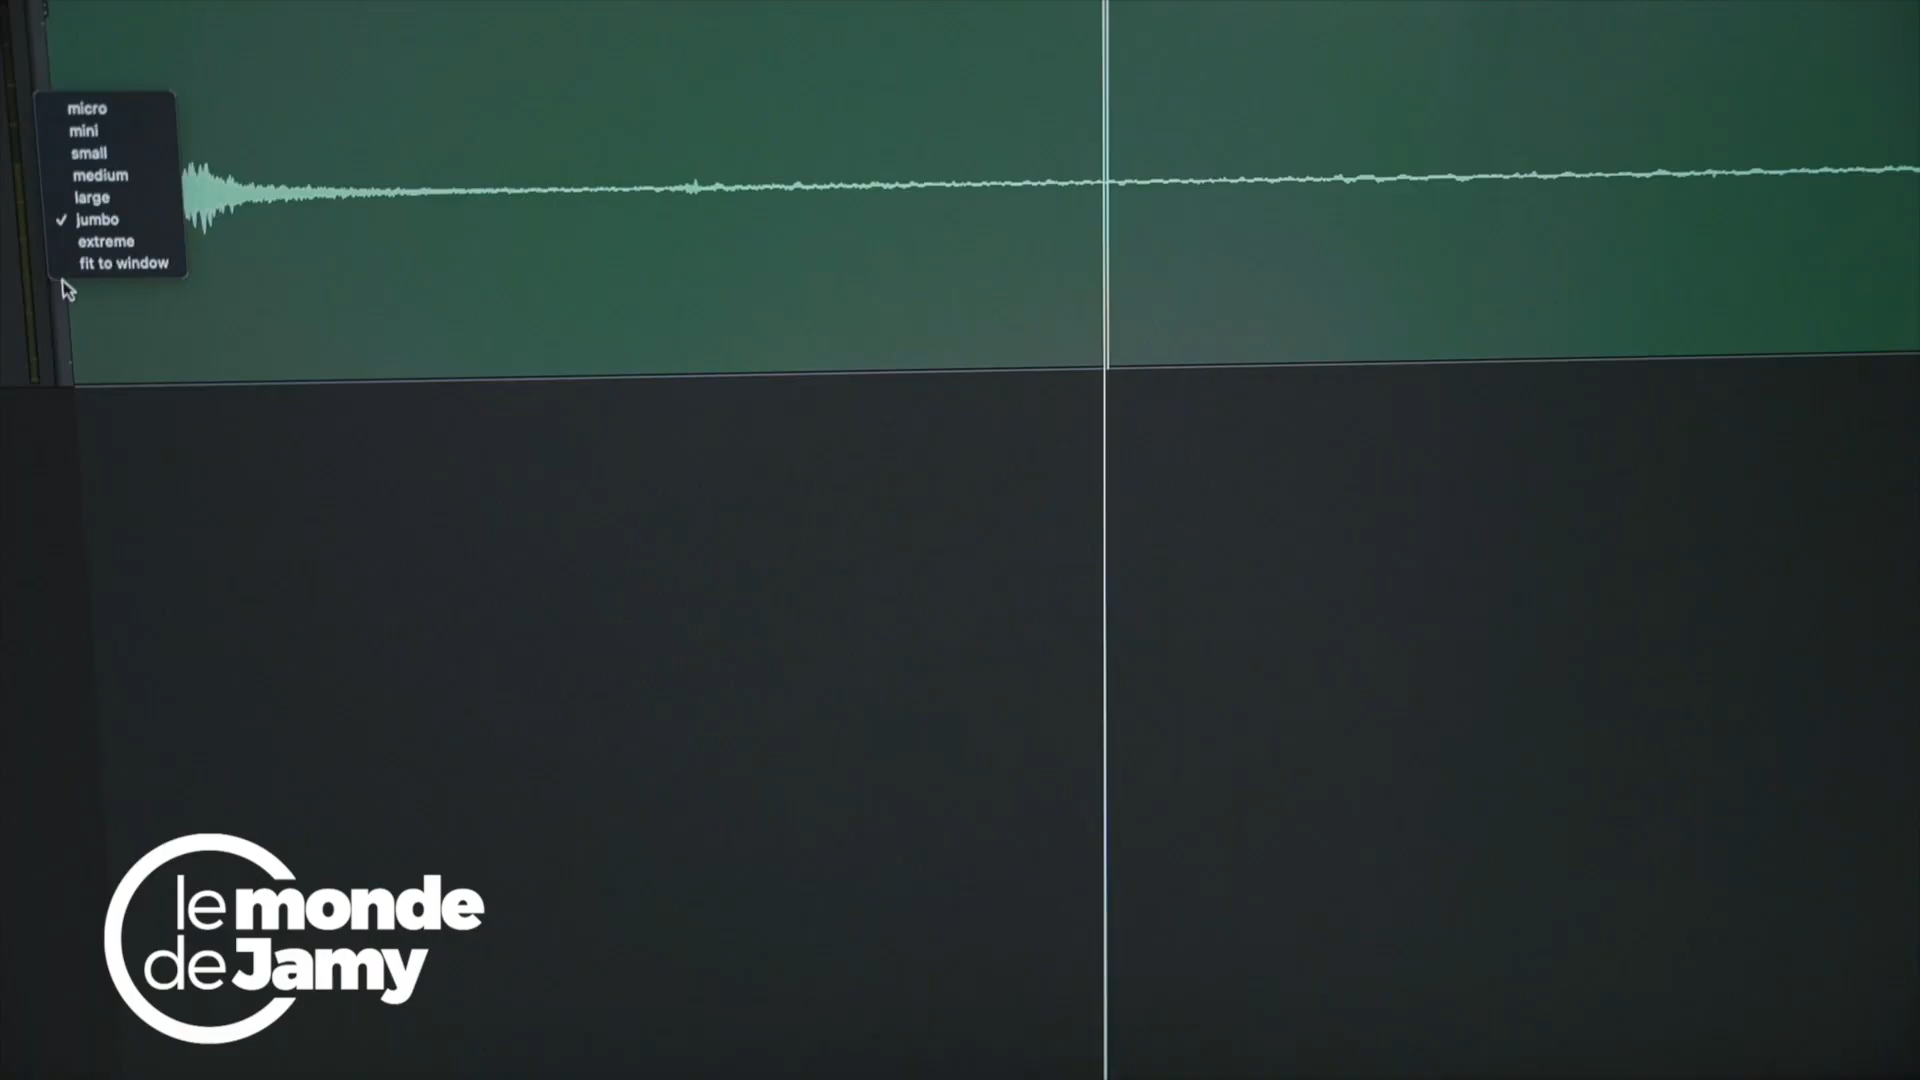 micro
mini
small
medium
large
jumbo
extreme
fit to window
le monde
de Jamy